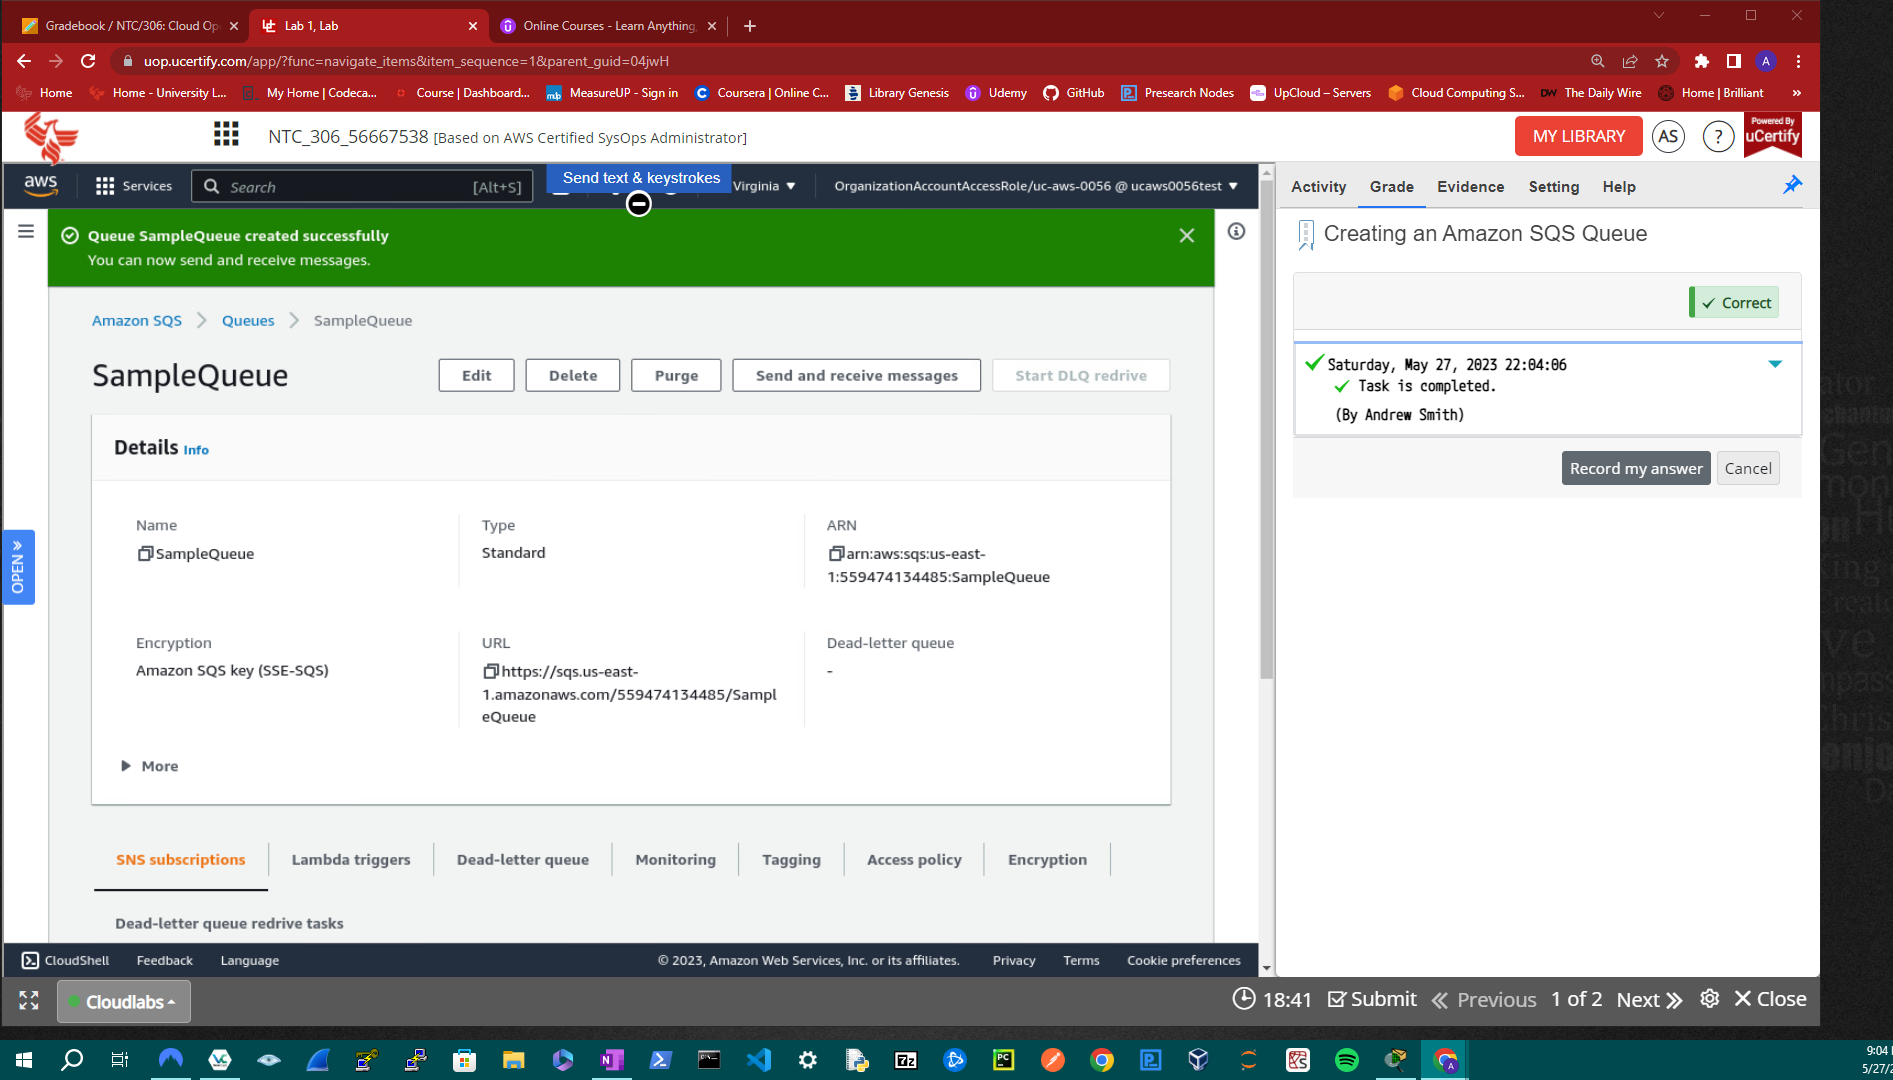 Gradebook / NTC/306: Cloud Op
Lab 1, Lab
Online Courses - Learn Anything,
uop.ucertify.com/app/?func=navigate_items&item_sequence=1&parent_guid=04jwH
A
Home
Home - University L...
My Home | Codeca...
Course | Dashboard...
MeasureUP - Sign in
Coursera | Online C...
Library Genesis
Udemy
GitHub
Presearch Nodes
UpCloud – Servers
Cloud Computing S...
The Daily Wire
Home | Brilliant
»
NTC_306_56667538 [Based on AWS Certified SysOps Administrator]
MY LIBRARY
AS
?
Powered By
uCertify
aws
Services
Search
[Alt+S]
Send text & keystrokes
Virginia
OrganizationAccountAccessRole/uc-aws-0056 @ ucaws0056test
Activity
Grade
Evidence
Setting
Help
Queue SampleQueue created successfully
You can now send and receive messages.
Creating an Amazon SQS Queue
Correct
Saturday, May 27, 2023 22:04:06
Task is completed.
(By Andrew Smith)
Record my answer
Cancel
Amazon SQS
Queues
SampleQueue
SampleQueue
Edit
Delete
Purge
Send and receive messages
Start DLQ redrive
Details Info
Name
SampleQueue
Type
Standard
ARN
arn:aws:sqs:us-east-
1:559474134485:SampleQueue
OPEN »
Encryption
Amazon SQS key (SSE-SQS)
URL
https://sqs.us-east-
1.amazonaws.com/559474134485/Sampl
eQueue
Dead-letter queue
-
More
SNS subscriptions
Lambda triggers
Dead-letter queue
Monitoring
Tagging
Access policy
Encryption
Dead-letter queue redrive tasks
CloudShell
Feedback
Language
© 2023, Amazon Web Services, Inc. or its affiliates.
Privacy
Terms
Cookie preferences
Cloudlabs
18:41
Submit
Previous
1 of 2
Next
Close
9:04
5/27/2